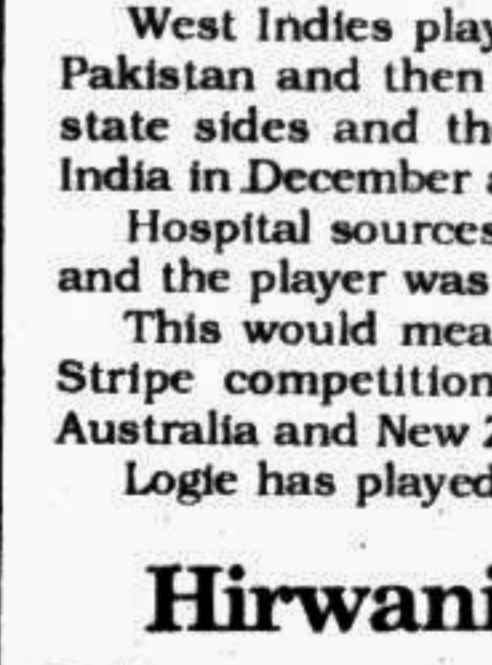 West Indies play
Pakistan and then
state sides and th
India in December a
Hospital sources
and the player was
This would mea
Stripe competition
Australia and New Z
Logie has played
Hirwani